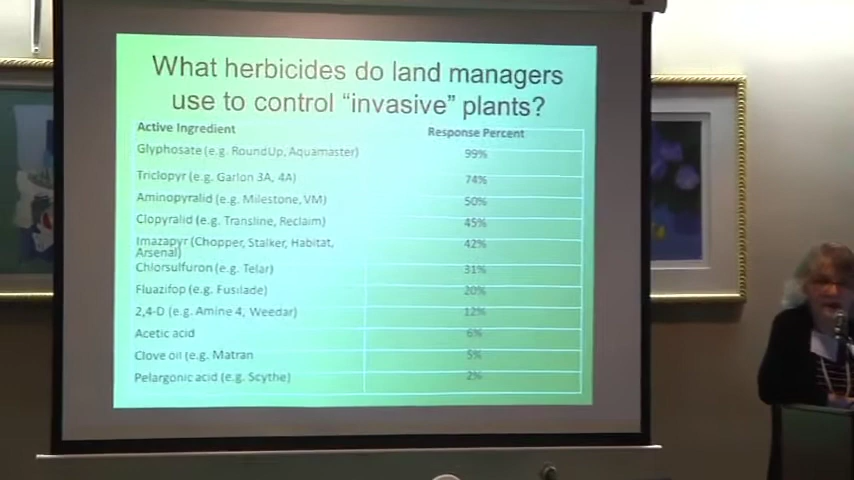 What herbicides do land managers
use to control “invasive” plants?
Active Ingredient Response Percent
Glyphosate (e.g. RoundUp, Aquamaster) 99%
Triclopyr (e.g. Garlon 3A, 4A) 74%
Aminopyralid (e.g. Milestone, VM) 50%
Clopyralid (e.g. Transline, Reclaim) 45%
Imazapyr (Chopper, Stalker, Habitat, 42%
Arsenal)
Chlorsulfuron (e.g. Telar) 31%
Fluazifop (e.g. Fusilade) 20%
2,4-D (e.g. Amine 4, Weedar) 12%
Acetic acid 6%
Clove oil (e.g. Matran 5%
Pelargonic acid (e.g. Scythe) 2%